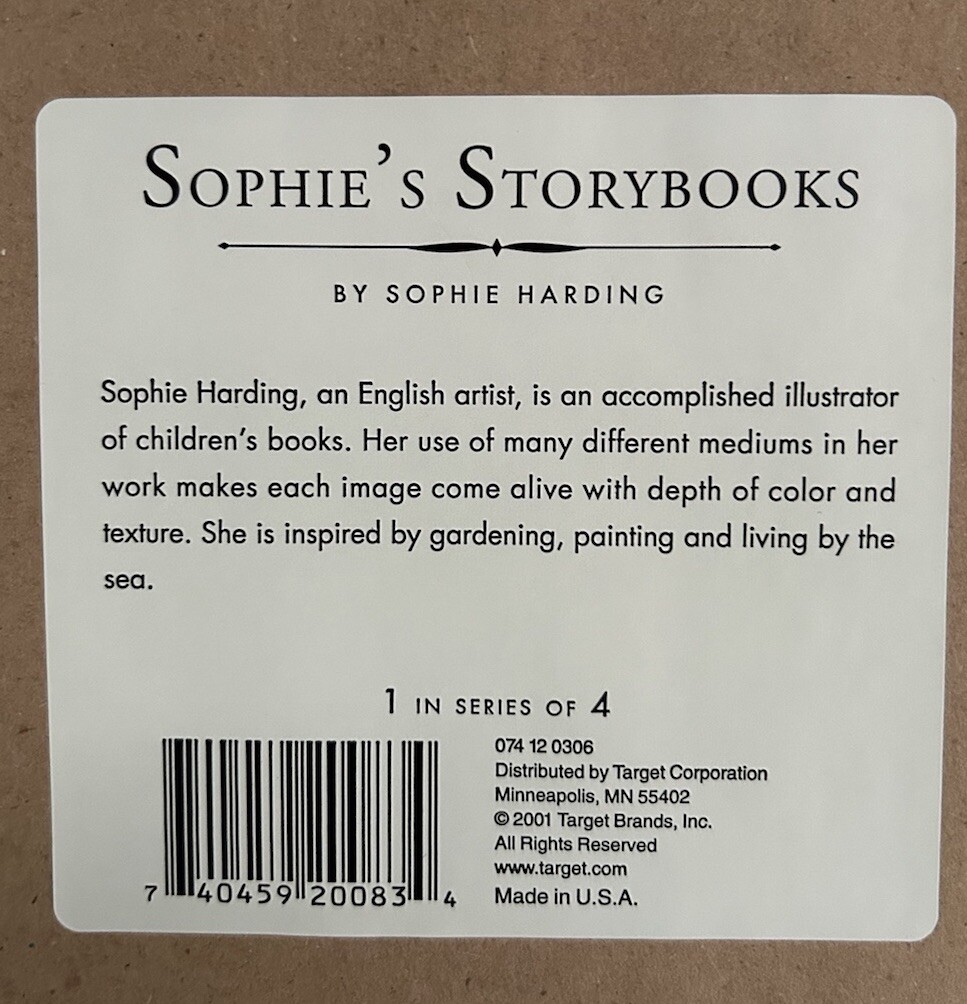 SOPHIE'S STORYBOOKS
BY SOPHIE HARDING
Sophie Harding, an English artist, is an accomplished illustrator
of children's books. Her use of many different mediums in her
work makes each image come alive with depth of color and
texture. She is inspired by gardening, painting and living by the
sea.
1 IN SERIES OF 4
074 12 0306
Distributed by Target Corporation
Minneapolis, MN 55402
© 2001 Target Brands, Inc.
All Rights Reserved
www.target.com
Made in U.S.A.
7 40459 20083 4